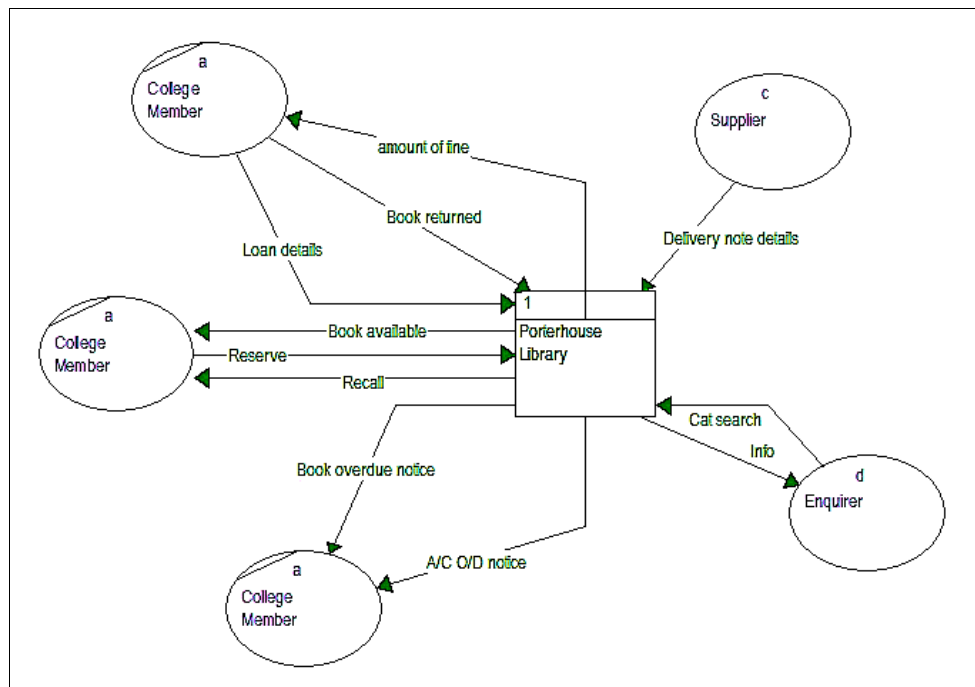 a
College
Member
c
Supplier
amount of fine
Book returned
Delivery note details
Loan details
1
Porterhouse
Library
a
College
Member
Book available
Reserve
Recall
Cat search
Info
d
Enquirer
Book overdue notice
A/C O/D notice
a
College
Member